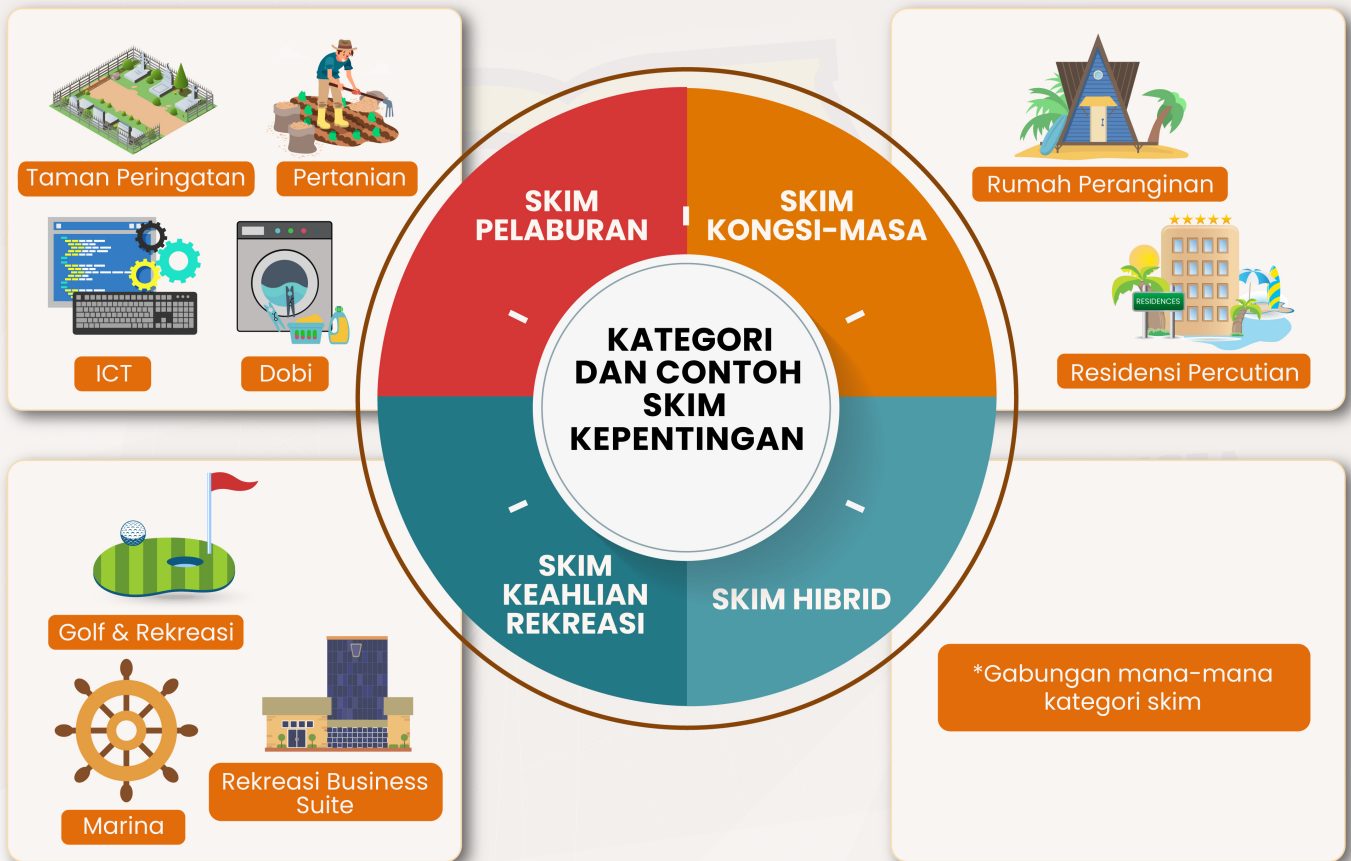 KATEGORI
DAN CONTOH
SKIM
KEPENTINGAN
SKIM
PELABURAN
Taman Peringatan
Pertanian
ICT
Dobi
SKIM
KONGSI-MASA
Rumah Peranginan
RESIDENCES
Residensi Percutian
SKIM
KEAHLIAN
REKREASI
Golf & Rekreasi
Marina
Rekreasi Business
Suite
SKIM HIBRID
*Gabungan mana-mana
kategori skim